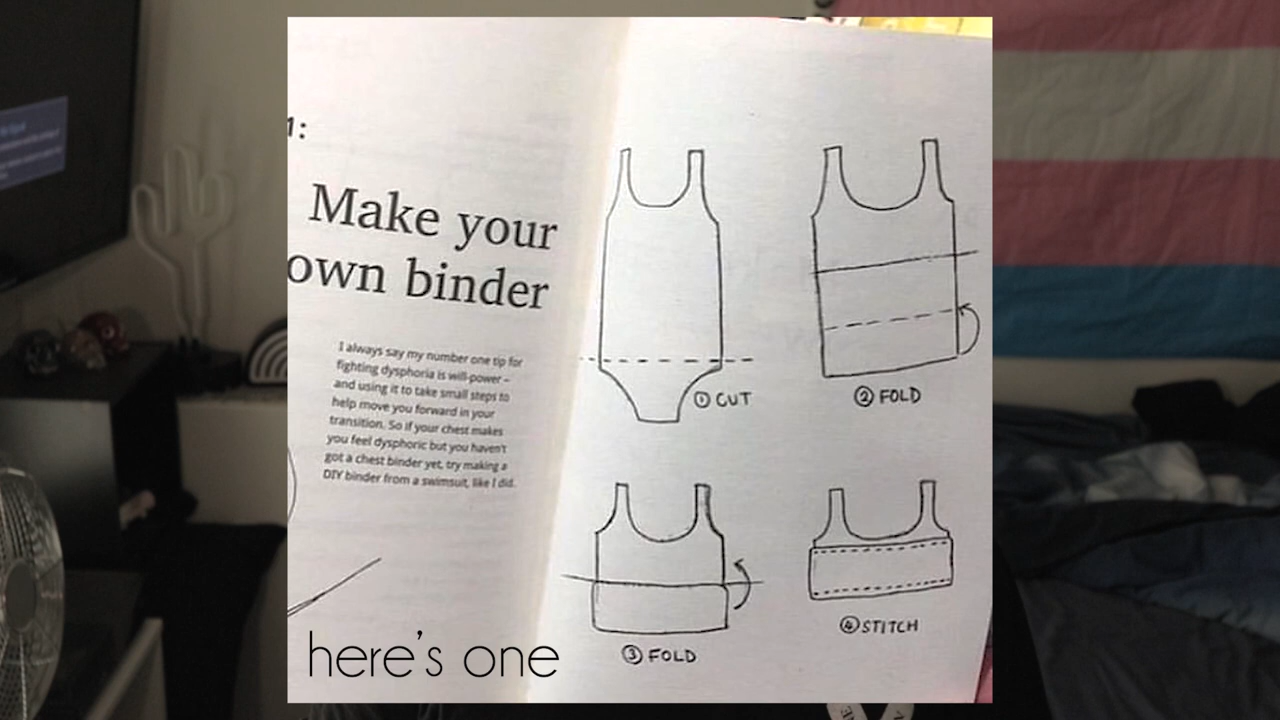 1:
Make your
own binder
I always say my number one tip for
fighting dysphoria is will-power –
and using it to take small steps to
help move you forward in your
transition. So if your chest makes
you feel dysphoric but you haven't
got a chest binder yet, try making a
DIY binder from a swimsuit, like I did.
① CUT
② FOLD
③ FOLD
④ STITCH
here's one